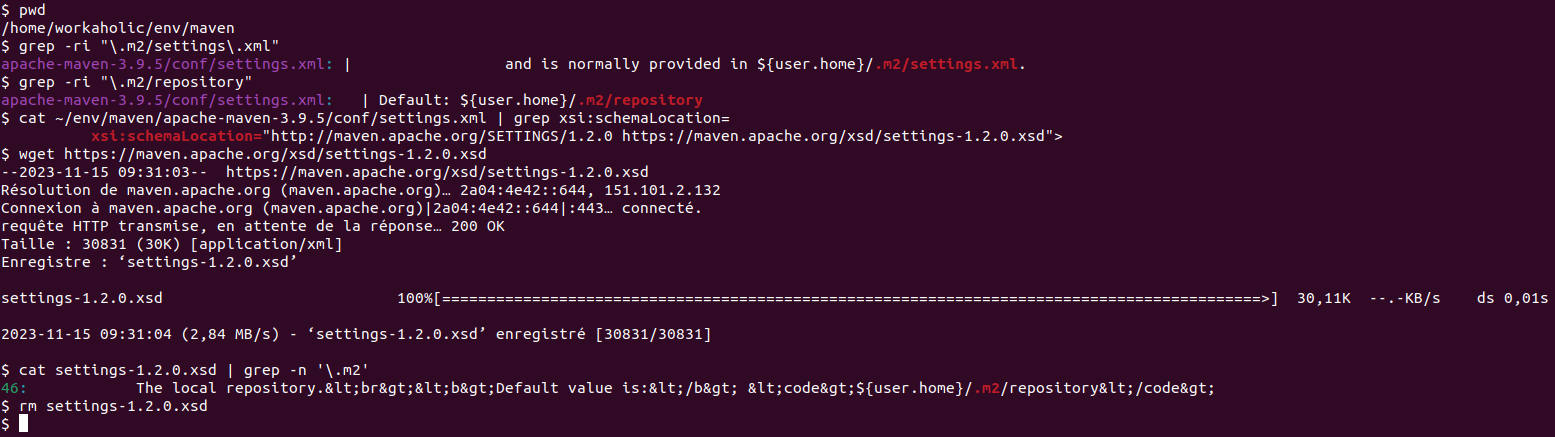 $ pwd
/home/workaholic/env/maven
$ grep -ri "\.m2/settings\.xml"
apache-maven-3.9.5/conf/settings.xml: |                 and is normally provided in ${user.home}/.m2/settings.xml.
$ grep -ri "\.m2/repository"
apache-maven-3.9.5/conf/settings.xml:   | Default: ${user.home}/.m2/repository
$ cat ~/env/maven/apache-maven-3.9.5/conf/settings.xml | grep xsi:schemaLocation=
          xsi:schemaLocation="http://maven.apache.org/SETTINGS/1.2.0 https://maven.apache.org/xsd/settings-1.2.0.xsd">
$ wget https://maven.apache.org/xsd/settings-1.2.0.xsd
--2023-11-15 09:31:03--  https://maven.apache.org/xsd/settings-1.2.0.xsd
Résolution de maven.apache.org (maven.apache.org)… 2a04:4e42::644, 151.101.2.132
Connexion à maven.apache.org (maven.apache.org)|2a04:4e42::644|:443… connecté.
requête HTTP transmise, en attente de la réponse… 200 OK
Taille : 30831 (30K) [application/xml]
Enregistre : ‘settings-1.2.0.xsd’
settings-1.2.0.xsd                          100%[===========================================================================================>]  30,11K  --.-KB/s    ds 0,01s
2023-11-15 09:31:04 (2,84 MB/s) - ‘settings-1.2.0.xsd’ enregistré [30831/30831]
$ cat settings-1.2.0.xsd | grep -n '\.m2'
46:            The local repository.&lt;br&gt;&lt;b&gt;Default value is:&lt;/b&gt; &lt;code&gt;${user.home}/.m2/repository&lt;/code&gt;
$ rm settings-1.2.0.xsd
$